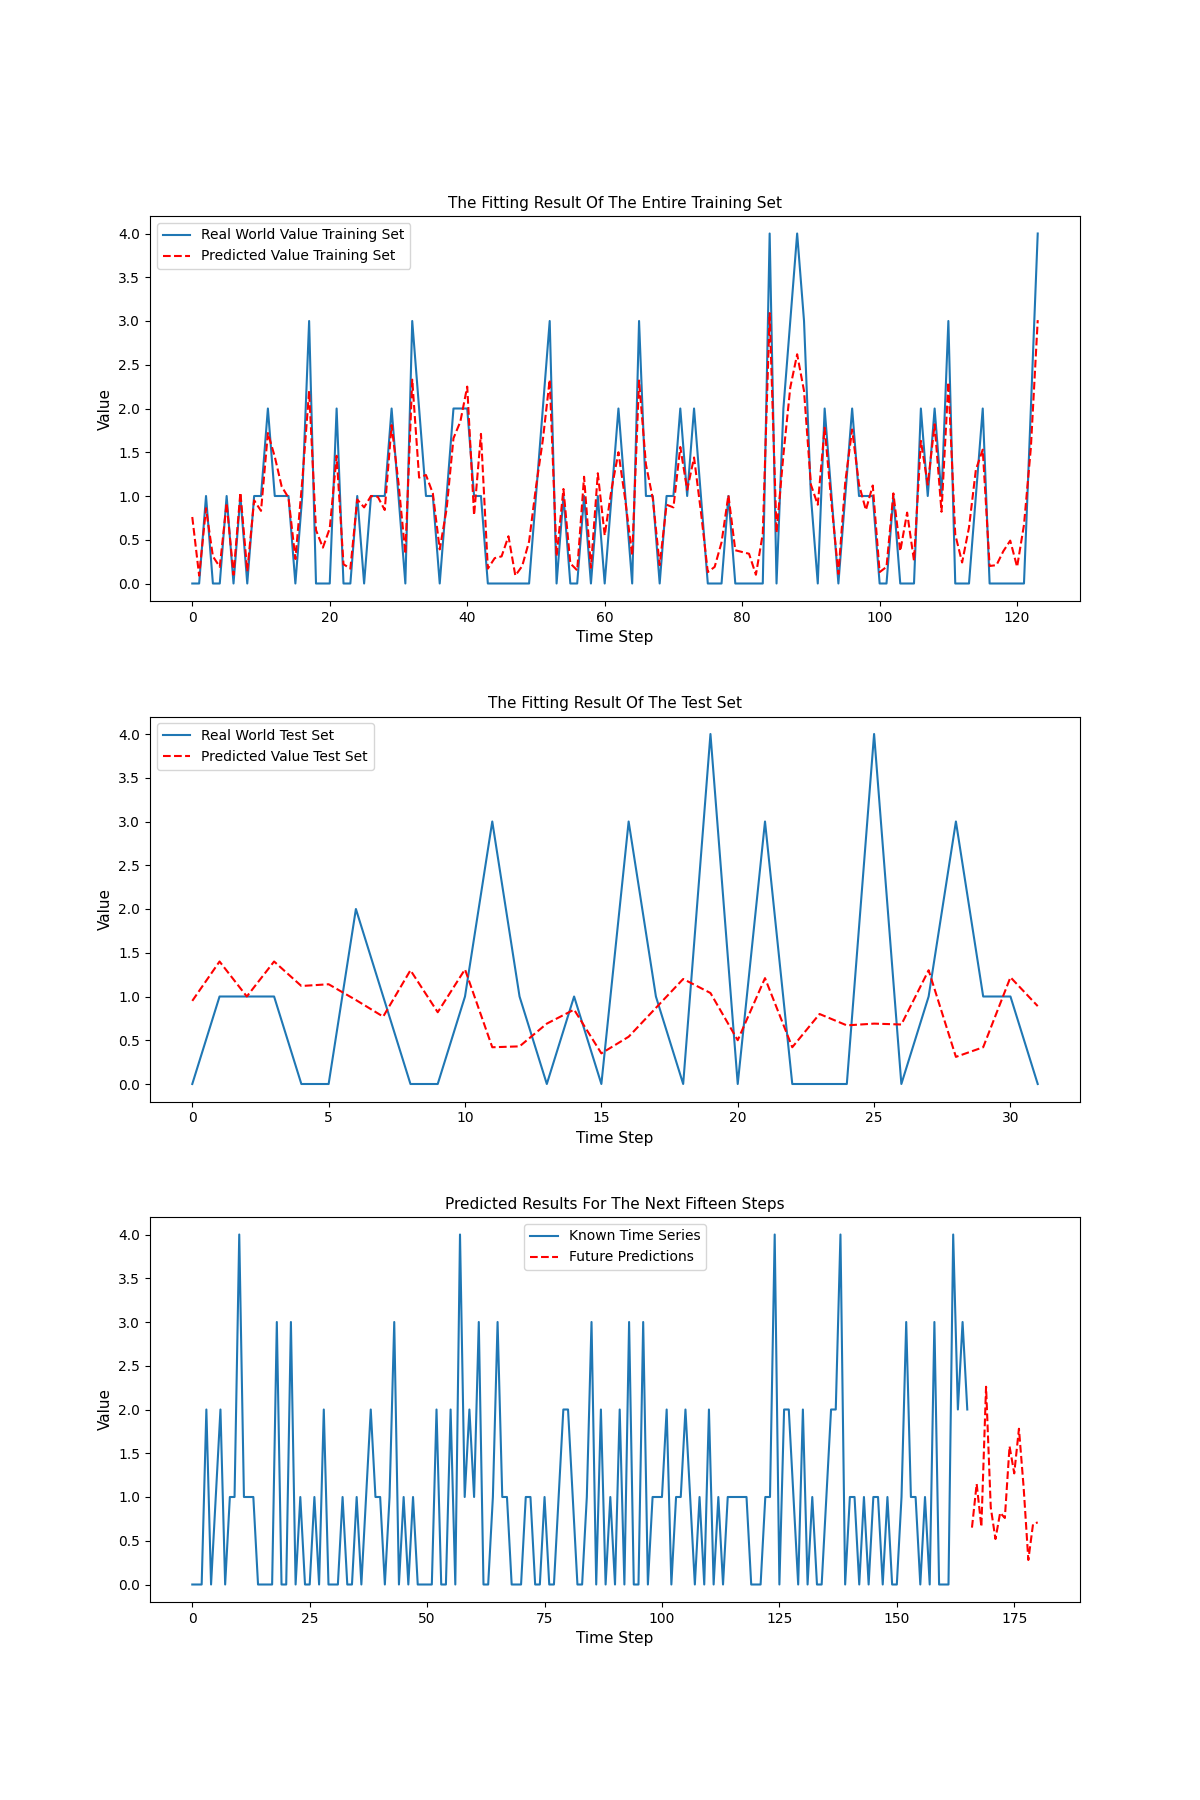 The Fitting Result Of The Entire Training Set
Real World Value Training Set
Predicted Value Training Set
Value
4.0
3.5
3.0
2.5
2.0
1.5
1.0
0.5
0.0
0 20 40 60 80 100 120
Time Step
The Fitting Result Of The Test Set
Real World Test Set
Predicted Value Test Set
Value
4.0
3.5
3.0
2.5
2.0
1.5
1.0
0.5
0.0
0 5 10 15 20 25 30
Time Step
Predicted Results For The Next Fifteen Steps
Known Time Series
Future Predictions
Value
4.0
3.5
3.0
2.5
2.0
1.5
1.0
0.5
0.0
0 25 50 75 100 125 150 175
Time Step